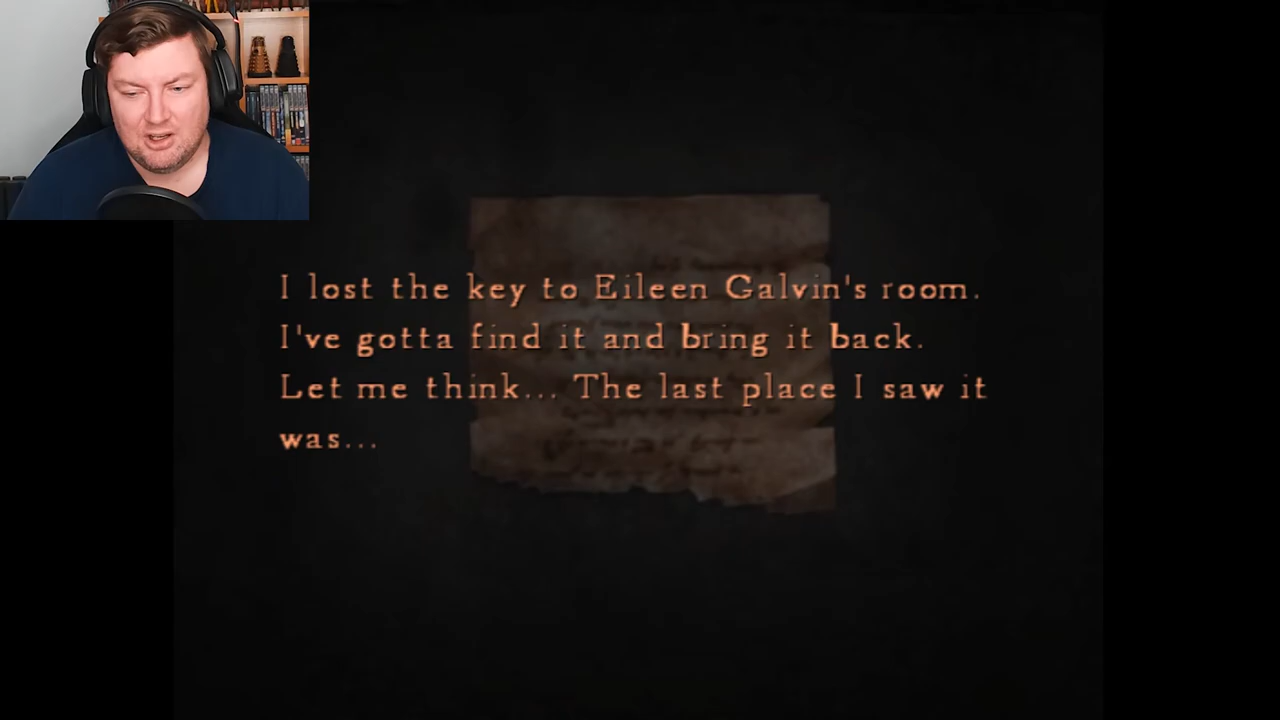 I lost the key to Eileen Galvin's room.
I've gotta find it and bring it back.
Let me think... The last place I saw it
was...